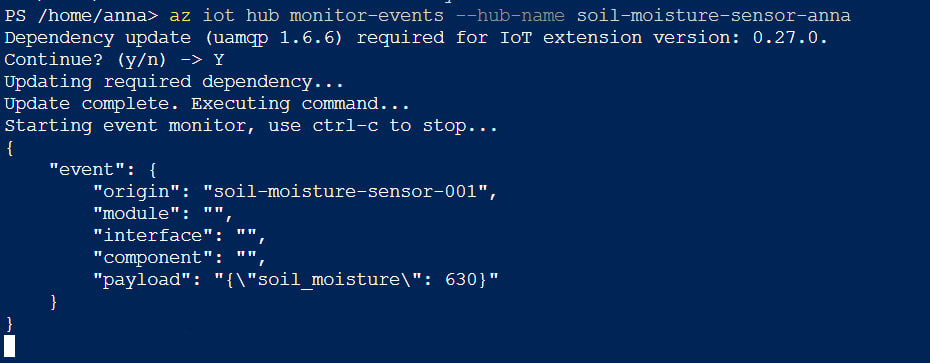 PS /home/anna> az iot hub monitor-events --hub-name soil-moisture-sensor-anna
Dependency update (uamqp 1.6.6) required for IoT extension version: 0.27.0.
Continue? (y/n) -> Y
Updating required dependency...
Update complete. Executing command...
Starting event monitor, use ctrl-c to stop...
{
    "event": {
        "origin": "soil-moisture-sensor-001",
        "module": "",
        "interface": "",
        "component": "",
        "payload": "{\"soil_moisture\": 630}"
    }
}